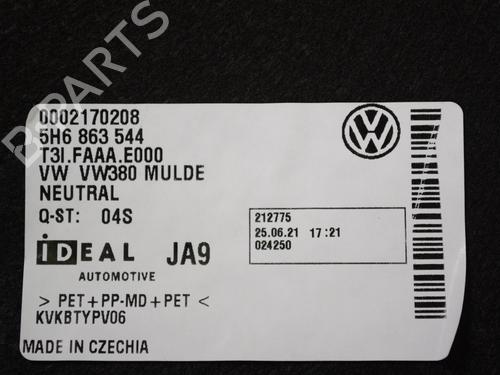 B-PARTS
0002170208
5H6 863 544
T3I.FAAA.E000
VW VW380 MULDE
NEUTRAL
Q-ST: 04S
212775
25.06.21 17:21
024250
iDEAL JA9
AUTOMOTIVE
> PET+PP-MD+PET <
KVKBTYPV06
MADE IN CZECHIA